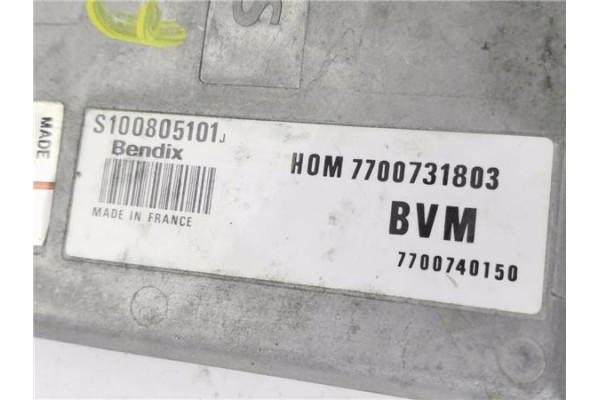 S
MADE
S100805101J
Bendix
MADE IN FRANCE
HOM 7700731803
BVM
7700740150